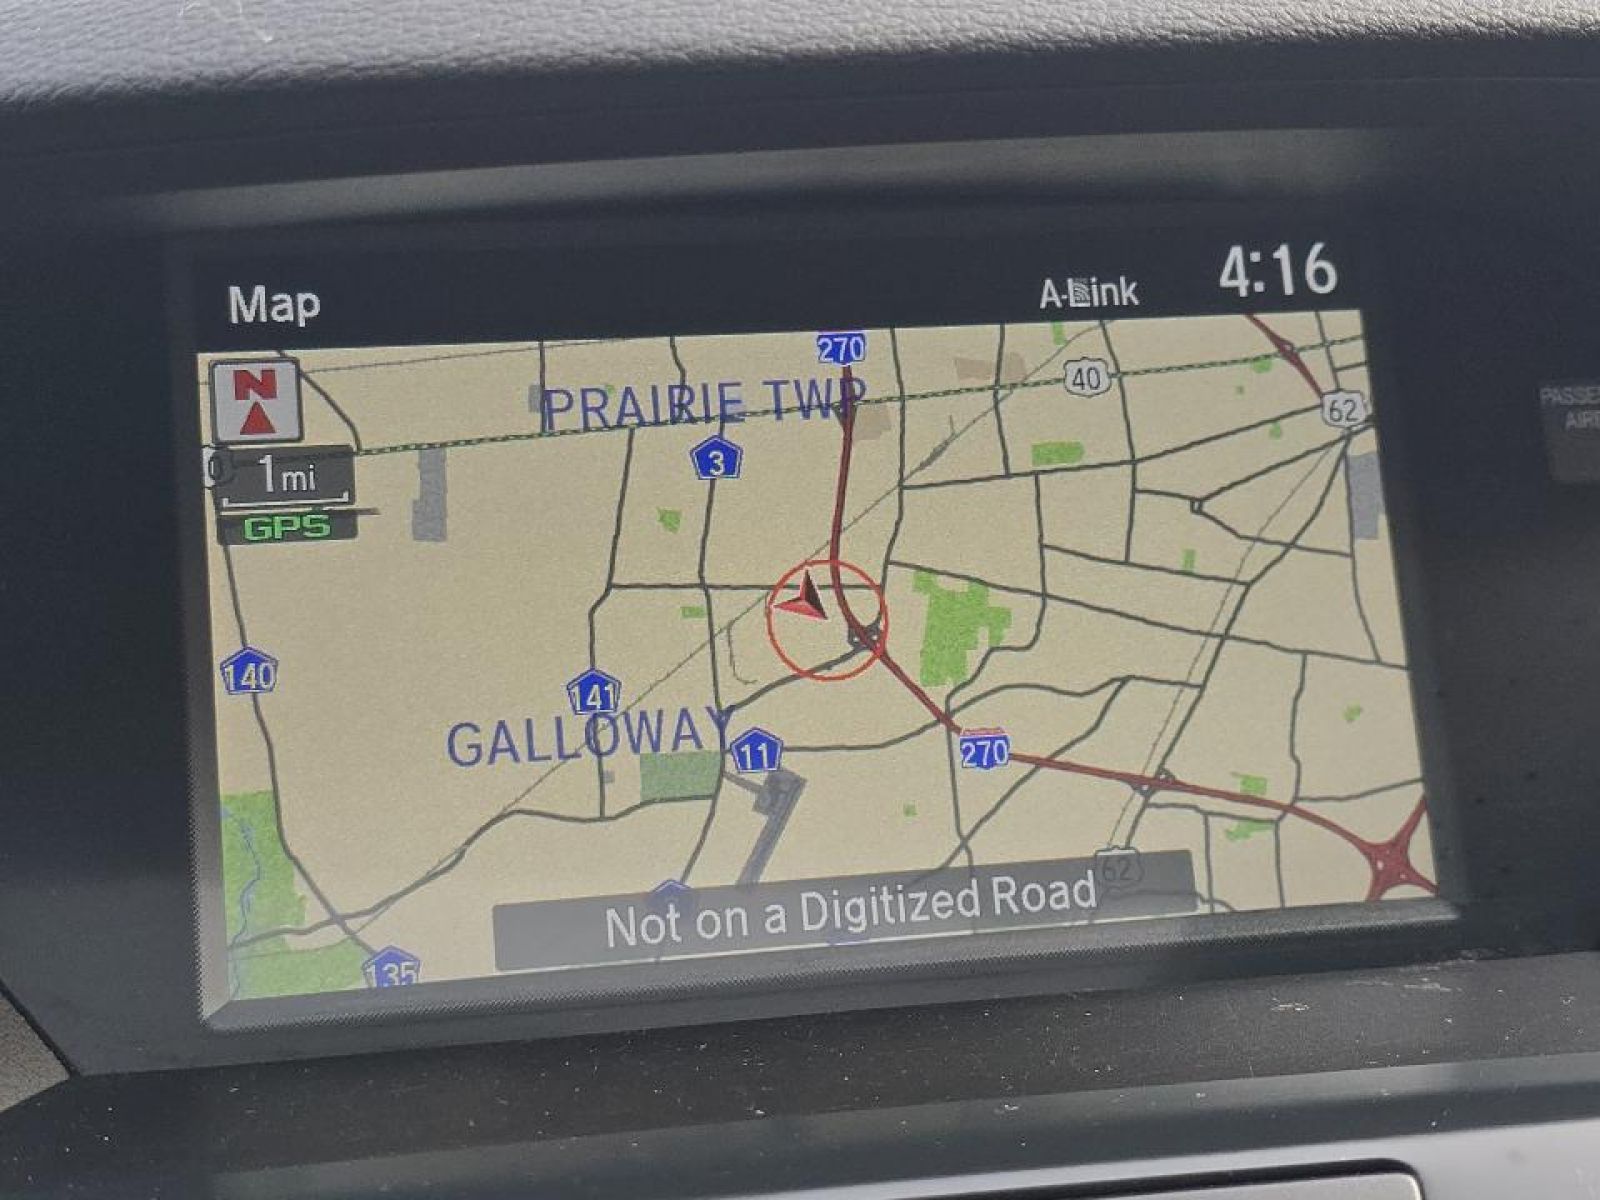 Map
A-Link
4:16
N
270
40
PRAIRIE TWP
62
3
1mi
GPS
140
141
GALLOWAY
11
270
62
Not on a Digitized Road
135